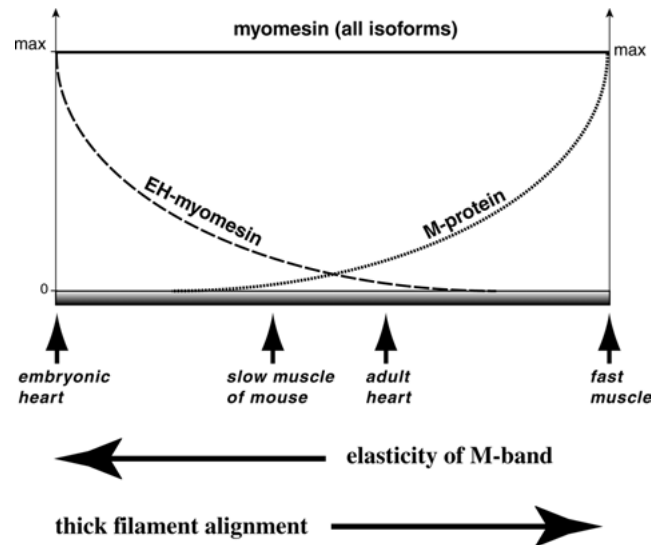 myomesin (all isoforms)
max
max
EH-myomesin
M-protein
0
embryonic
heart
slow muscle
of mouse
adult
heart
fast
muscle
elasticity of M-band
thick filament alignment